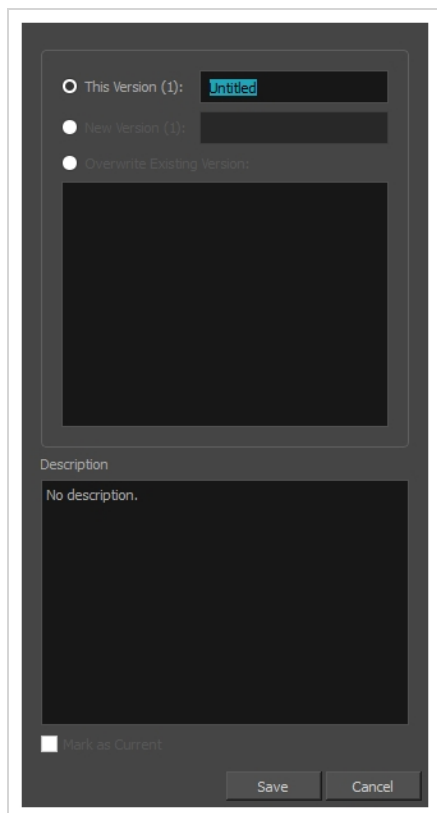 This Version (1):
Untitled
New Version (1):
Overwrite Existing Version:
Description
No description.
Mark as Current
Save
Cancel